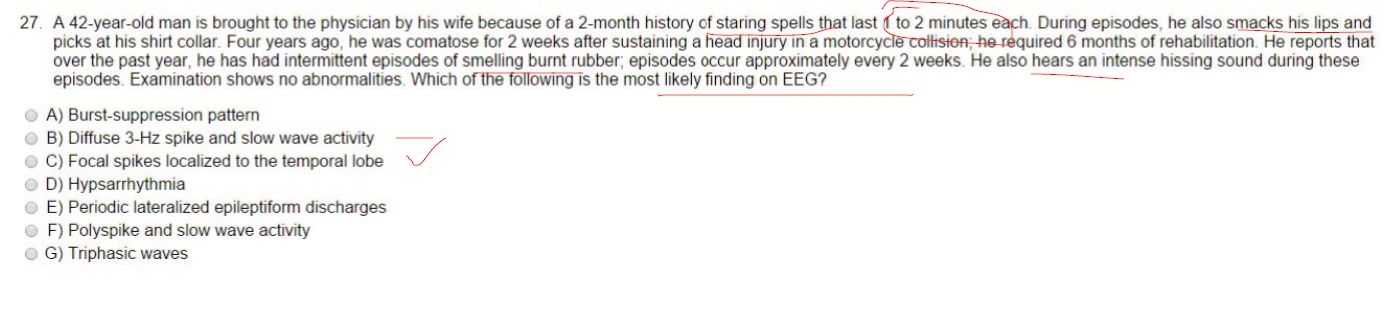 27. A 42-year-old man is brought to the physician by his wife because of a 2-month history of staring spells that last 1 to 2 minutes each. During episodes, he also smacks his lips and
picks at his shirt collar. Four years ago, he was comatose for 2 weeks after sustaining a head injury in a motorcycle collision; he required 6 months of rehabilitation. He reports that
over the past year, he has had intermittent episodes of smelling burnt rubber; episodes occur approximately every 2 weeks. He also hears an intense hissing sound during these
episodes. Examination shows no abnormalities. Which of the following is the most likely finding on EEG?
A) Burst-suppression pattern
B) Diffuse 3-Hz spike and slow wave activity
C) Focal spikes localized to the temporal lobe
D) Hypsarrhythmia
E) Periodic lateralized epileptiform discharges
F) Polyspike and slow wave activity
G) Triphasic waves